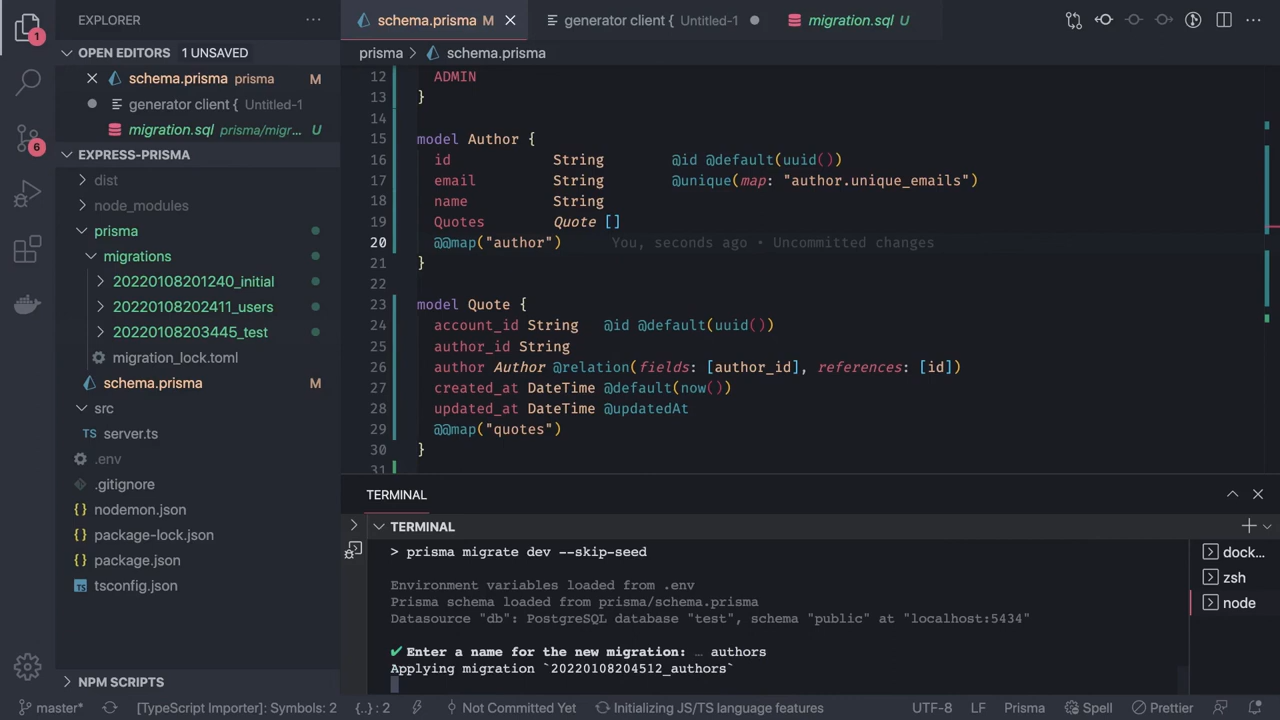 EXPLORER
OPEN EDITORS 1 UNSAVED
schema.prisma prisma M
generator client { Untitled-1
migration.sql prisma/migr... U
EXPRESS-PRISMA
dist
node_modules
prisma
migrations
20220108201240_initial
20220108202411_users
20220108203445_test
migration_lock.toml
schema.prisma M
src
TS server.ts
.env
.gitignore
{} nodemon.json
{} package-lock.json
{} package.json
TS tsconfig.json
NPM SCRIPTS
1
6
schema.prisma M
generator client { Untitled-1
migration.sql U
prisma > schema.prisma
12 ADMIN
13 }
14
15 model Author {
16 id String @id @default(uuid())
17 email String @unique(map: "author.unique_emails")
18 name String
19 Quotes Quote []
20 @@map("author") You, seconds ago • Uncommitted changes
21 }
22
23 model Quote {
24 account_id String @id @default(uuid())
25 author_id String
26 author Author @relation(fields: [author_id], references: [id])
27 created_at DateTime @default(now())
28 updated_at DateTime @updatedAt
29 @@map("quotes")
30 }
31
TERMINAL
TERMINAL
> prisma migrate dev --skip-seed
Environment variables loaded from .env
Prisma schema loaded from prisma/schema.prisma
Datasource "db": PostgreSQL database "test", schema "public" at "localhost:5434"
✔ Enter a name for the new migration: … authors
Applying migration `20220108204512_authors`
dock...
zsh
node
master* [TypeScript Importer]: Symbols: 2 {..}: 2 Not Committed Yet Initializing JS/TS language features UTF-8 LF Prisma Spell Prettier